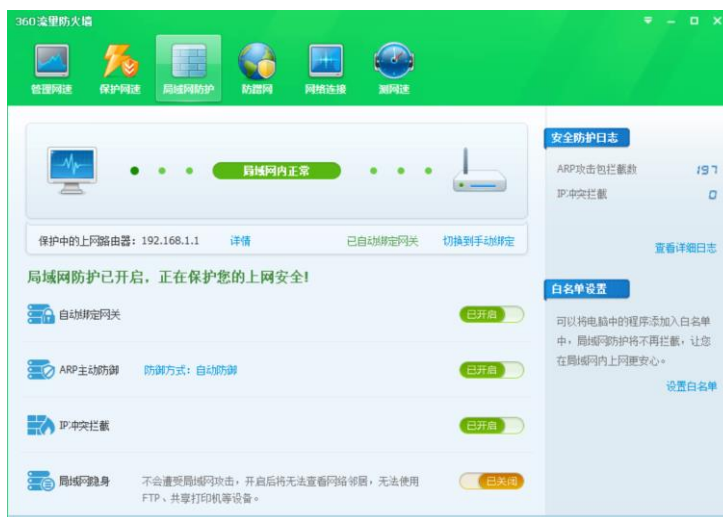 360流量防火墙
管理网速 保护网速 局域网防护 防蹭网 网络连接 测网速
局域网内正常
保护中的上网路由器：192.168.1.1 详情 已自动绑定网关 切换到手动绑定
局域网防护已开启，正在保护您的上网安全！
自动绑定网关 已开启
ARP主动防御 防御方式：自动防御 已开启
IP冲突拦截 已开启
局域网隐身 不会遭受局域网攻击，开启后将无法查看网络邻居，无法使用 已关闭
FTP、共享打印机等设备。
安全防护日志
ARP攻击包拦截数 197
IP冲突拦截 0
查看详细日志
白名单设置
可以将电脑中的程序添加入白名单
中，局域网防护将不再拦截，让您
在局域网内上网更安心。
设置白名单